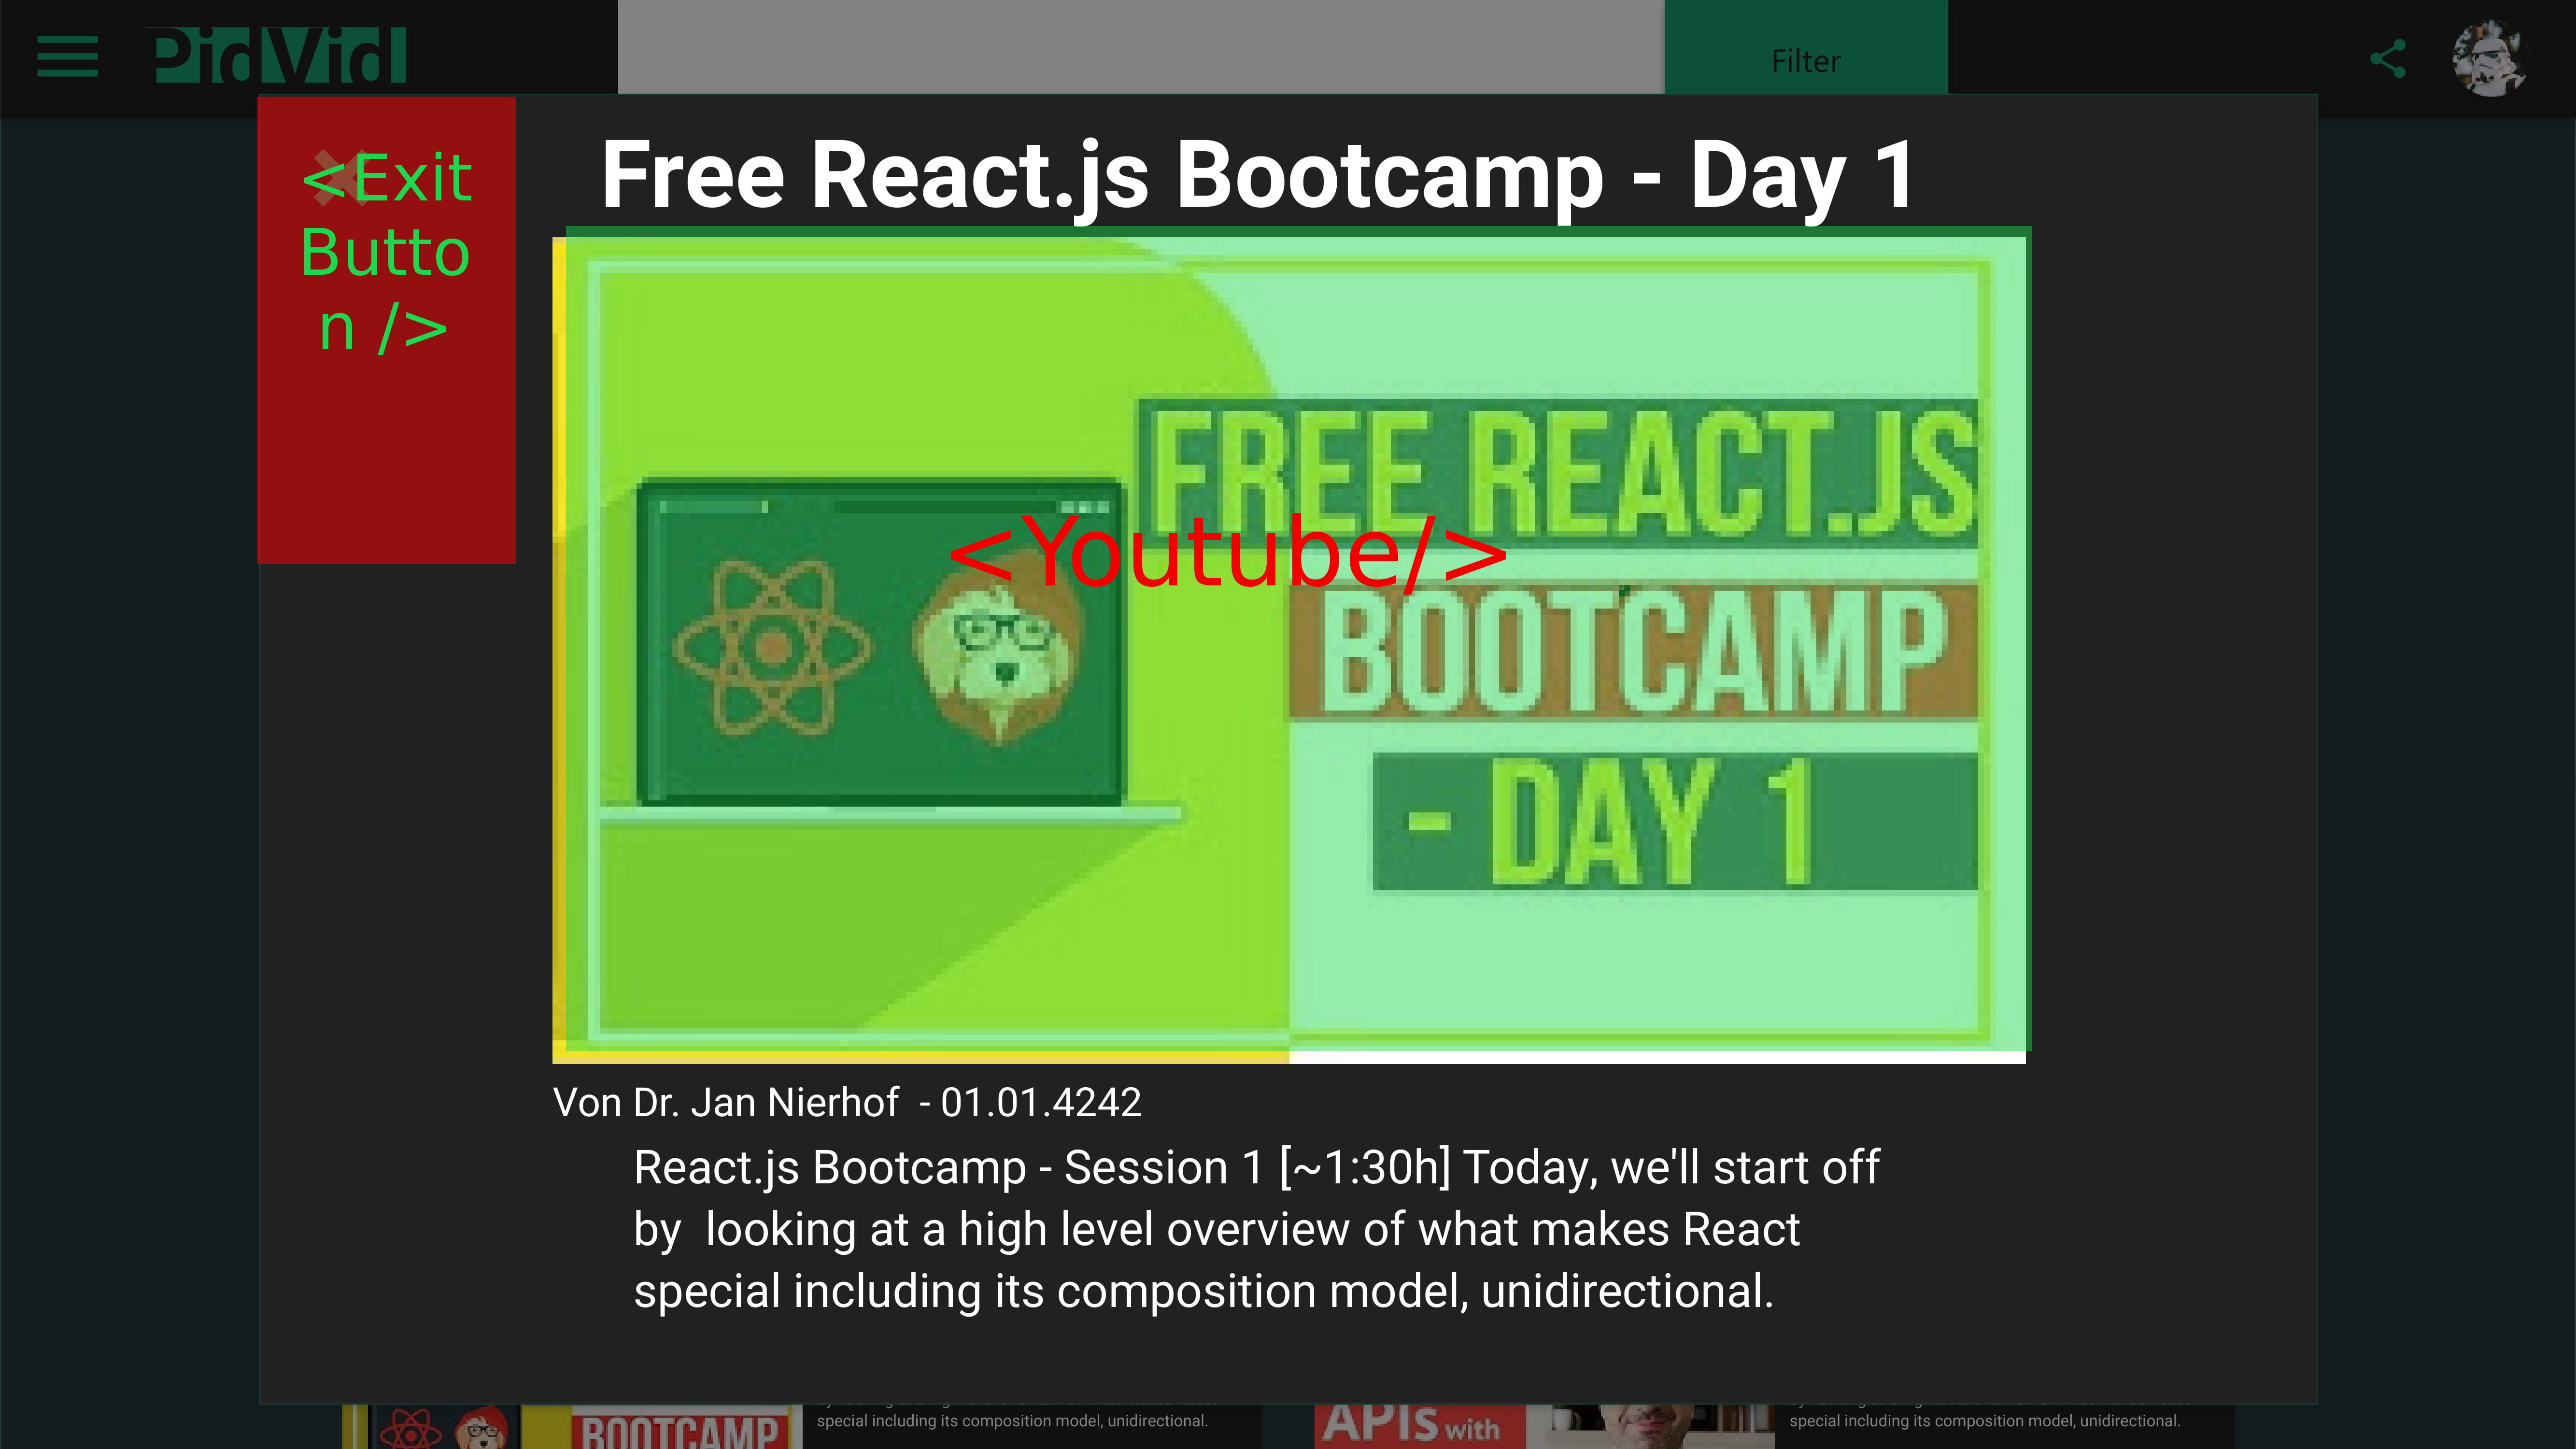 PidVid
Filter
Free React.js Bootcamp - Day 1
<Exit
Butto
n />
FREE REACT.JS
<Youtube/>
BOOTCAMP
- DAY 1
Von Dr. Jan Nierhof - 01.01.4242
React.js Bootcamp - Session 1 [~1:30h] Today, we'll start off
by looking at a high level overview of what makes React
special including its composition model, unidirectional.
BOOTCAMP
special including its composition model, unidirectional.
APIs with
special including its composition model, unidirectional.